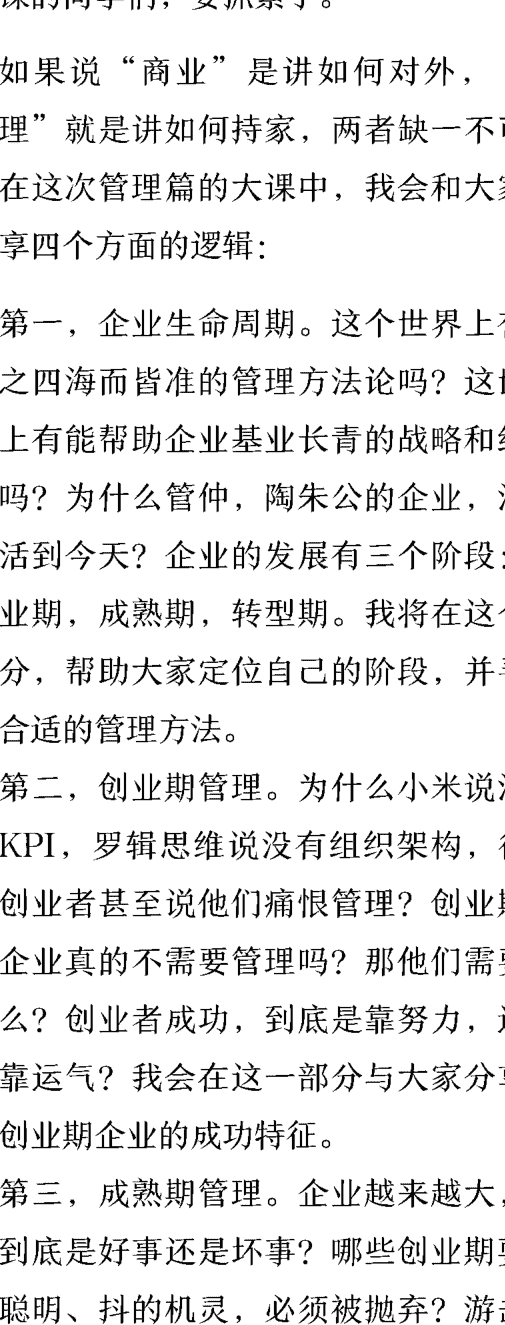 课的同学们，要抓紧了。
如果说“商业”是讲如何对外，
理”就是讲如何持家，两者缺一不
在这次管理篇的大课中，我会和大
享四个方面的逻辑：
第一，企业生命周期。这个世界上
之四海而皆准的管理方法论吗？这
上有能帮助企业基业长青的战略和
吗？为什么管仲，陶朱公的企业，
活到今天？企业的发展有三个阶段：
业期，成熟期，转型期。我将在这
分，帮助大家定位自己的阶段，并
合适的管理方法。
第二，创业期管理。为什么小米说
KPI，罗辑思维说没有组织架构，
创业者甚至说他们痛恨管理？创业
企业真的不需要管理吗？那他们需
么？创业者成功，到底是靠努力，
靠运气？我会在这一部分与大家分
创业期企业的成功特征。
第三，成熟期管理。企业越来越大，
到底是好事还是坏事？哪些创业期
聪明、抖的机灵，必须被抛弃？游